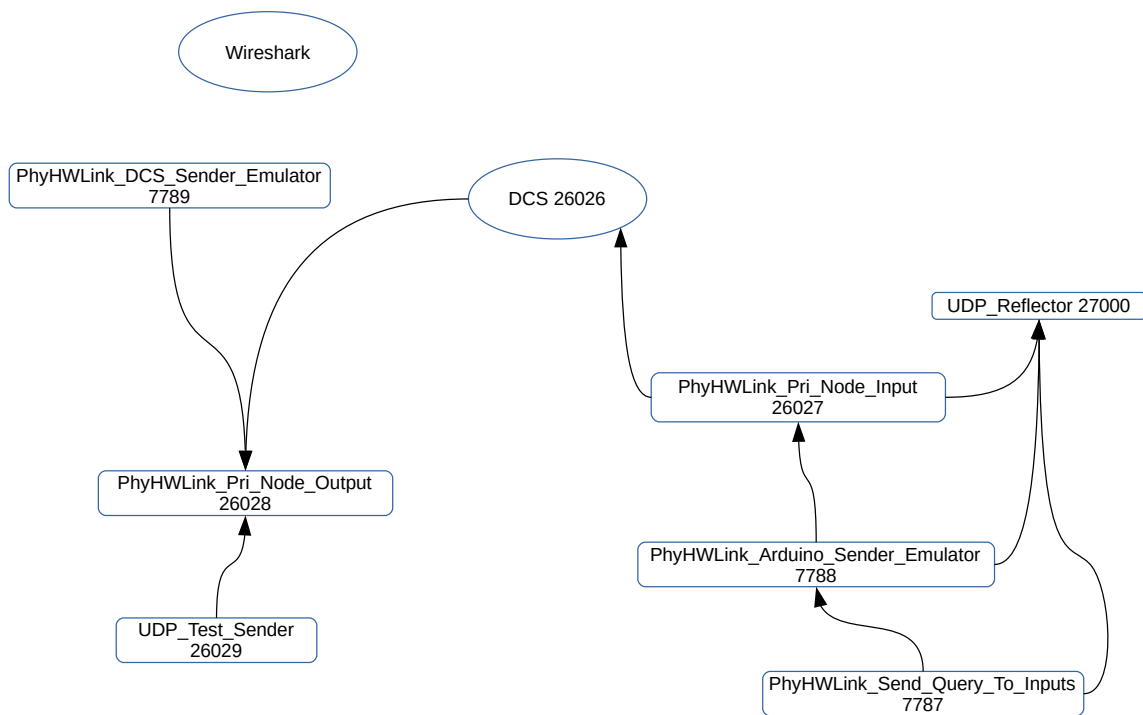 Wireshark
PhyHWLink_DCS_Sender_Emulator
7789
DCS 26026
UDP_Reflector 27000
PhyHWLink_Pri_Node_Input
26027
PhyHWLink_Pri_Node_Output
26028
PhyHWLink_Arduino_Sender_Emulator
7788
UDP_Test_Sender
26029
PhyHWLink_Send_Query_To_Inputs
7787